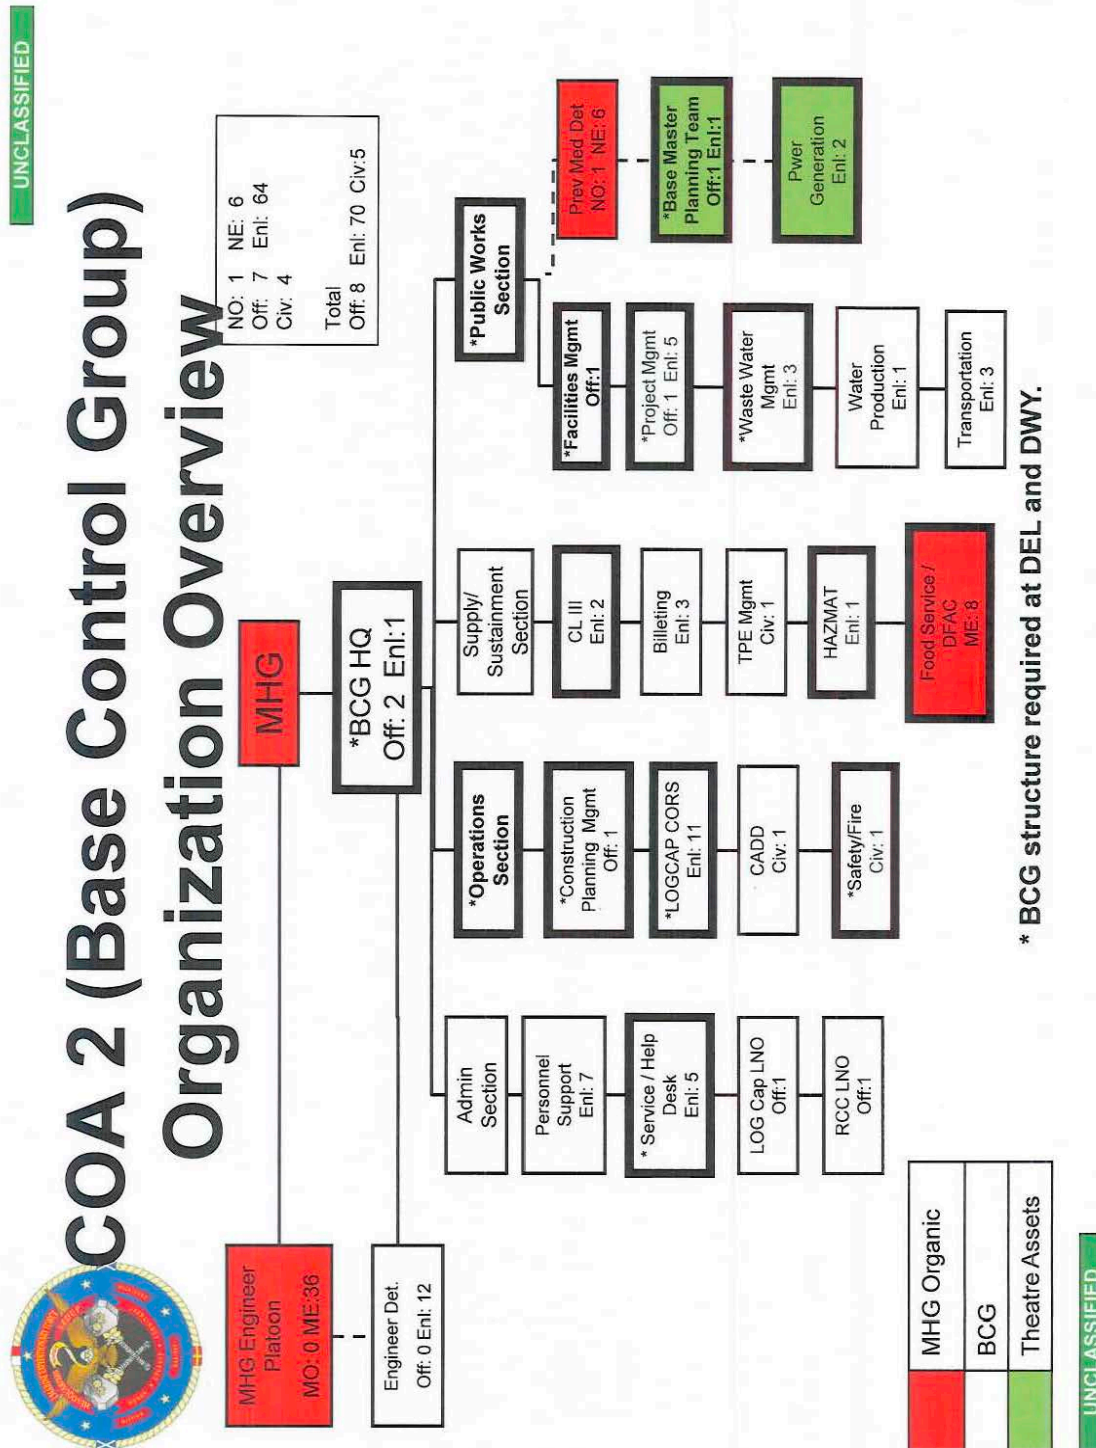 UNCLASSIFIED
COA 2 (Base Control Group)
Organization Overview
NO: 1 NE: 6
Off: 7 Enl: 64
Civ: 4
Total
Off: 8 Enl: 70 Civ:5
MHG Engineer
Platoon
MO: 0 ME:36
MHG
Engineer Det.
Off: 0 Enl: 12
*BCG HQ
Off: 2 Enl:1
Admin
Section
Personnel
Support
Enl: 7
* Service / Help
Desk
Enl: 5
LOG Cap LNO
Off:1
RCC LNO
Off:1
*Operations
Section
*Construction
Planning Mgmt
Off: 1
*LOGCAP CORS
Enl: 11
CADD
Civ: 1
*Safety/Fire
Civ: 1
Supply/
Sustainment
Section
CL III
Enl: 2
Billeting
Enl: 3
TPE Mgmt
Civ: 1
HAZMAT
Enl: 1
Food Service /
DFAC
ME: 8
*Public Works
Section
*Facilities Mgmt
Off:1
*Project Mgmt
Off: 1 Enl: 5
*Waste Water
Mgmt
Enl: 3
Water
Production
Enl: 1
Transportation
Enl: 3
Prev Med Det
NO: 1 NE: 6
*Base Master
Planning Team
Off:1 Enl:1
Pwer
Generation
Enl: 2
MHG Organic
BCG
Theatre Assets
* BCG structure required at DEL and DWY.
UNCLASSIFIED